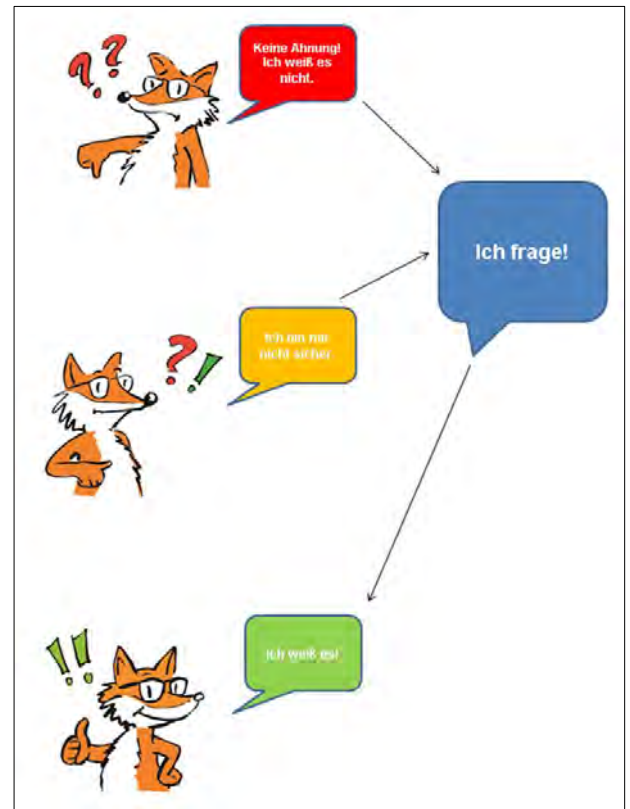 Keine Ahnung!
Ich weiß es
nicht.
Ich frage!
Ich bin mir
nicht sicher
Ich weiß es!